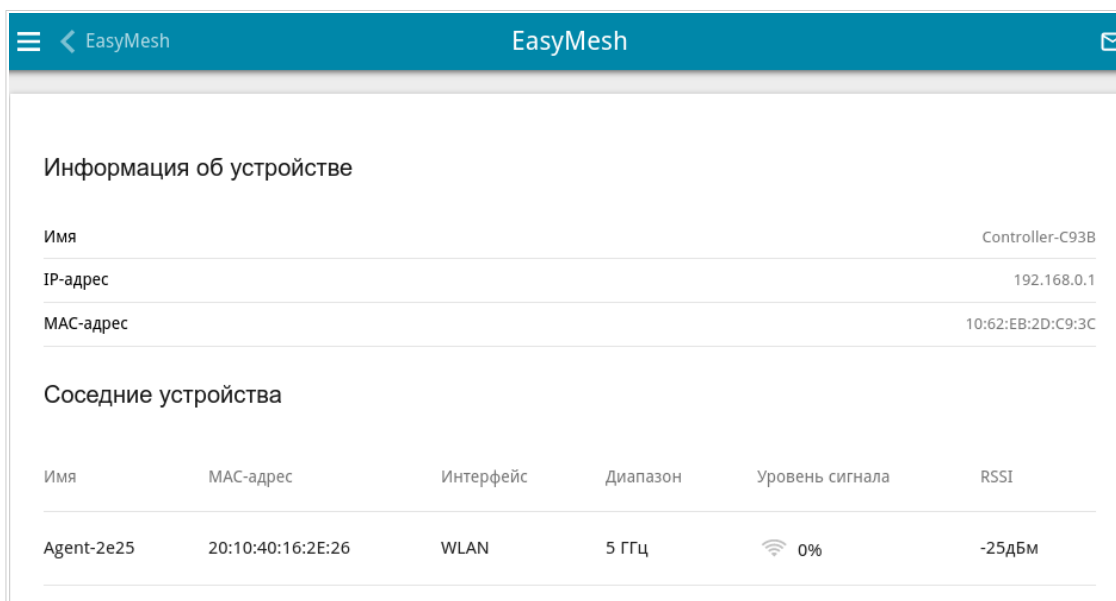 EasyMesh EasyMesh
Информация об устройстве
Имя Controller-C93B
IP-адрес 192.168.0.1
MAC-адрес 10:62:EB:2D:C9:3C
Соседние устройства
Имя MAC-адрес Интерфейс Диапазон Уровень сигнала RSSI
Agent-2e25 20:10:40:16:2E:26 WLAN 5 ГГц 0% -25дБм